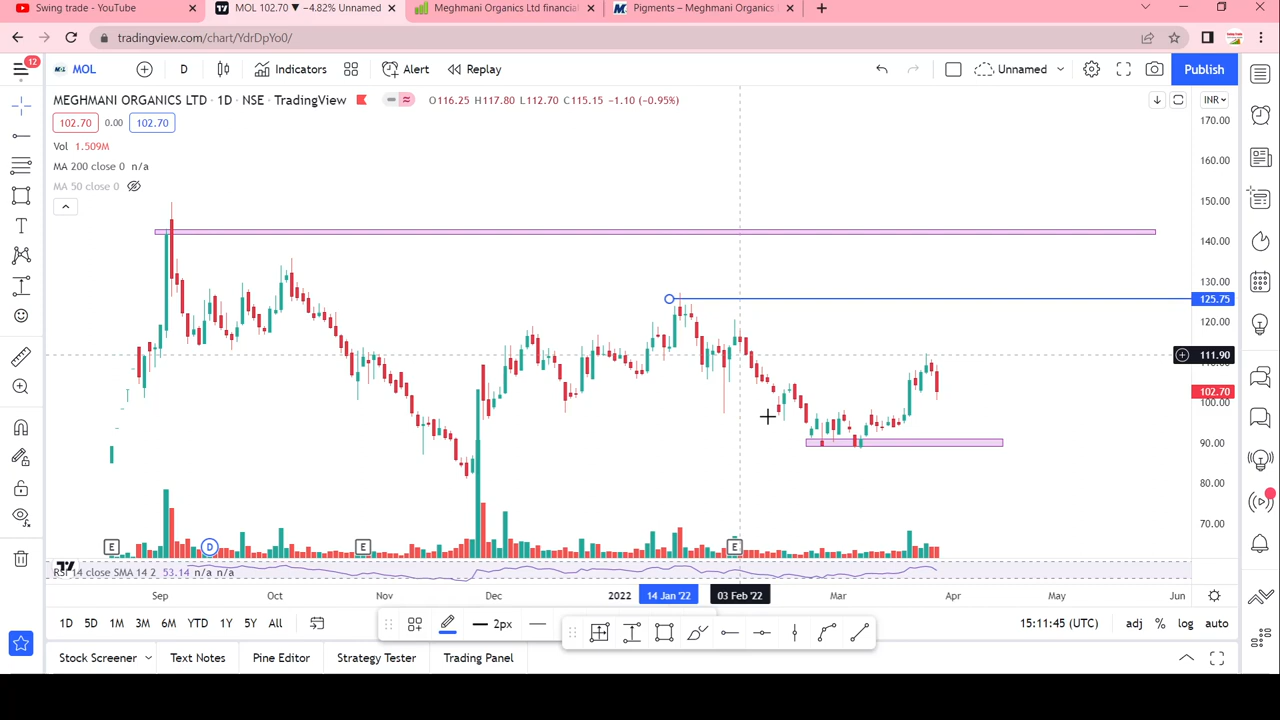 Swing trade - YouTube
MOL 102.70 ▼ −4.82% Unnamed
Meghmani Organics Ltd financial
Pigments – Meghmani Organics
tradingview.com/chart/YdrDpYo0/
12
MOL
D
Indicators
Alert
Replay
Unnamed
Publish
MEGHMANI ORGANICS LTD · 1D · NSE · TradingView
O116.25 H117.80 L112.70 C115.15 −1.10 (−0.95%)
INR
102.70 0.00 102.70
Vol 1.509M
MA 200 close 0 n/a
MA 50 close 0
170.00
160.00
150.00
140.00
130.00
125.75
120.00
111.90
102.70
100.00
90.00
80.00
70.00
E D E E
RSI 14 close SMA 14 2 53.14 n/a n/a
Sep Oct Nov Dec 2022 14 Jan '22 03 Feb '22 Mar Apr May Jun
1D 5D 1M 3M 6M YTD 1Y 5Y All
2px
15:11:45 (UTC) adj % log auto
Stock Screener Text Notes Pine Editor Strategy Tester Trading Panel